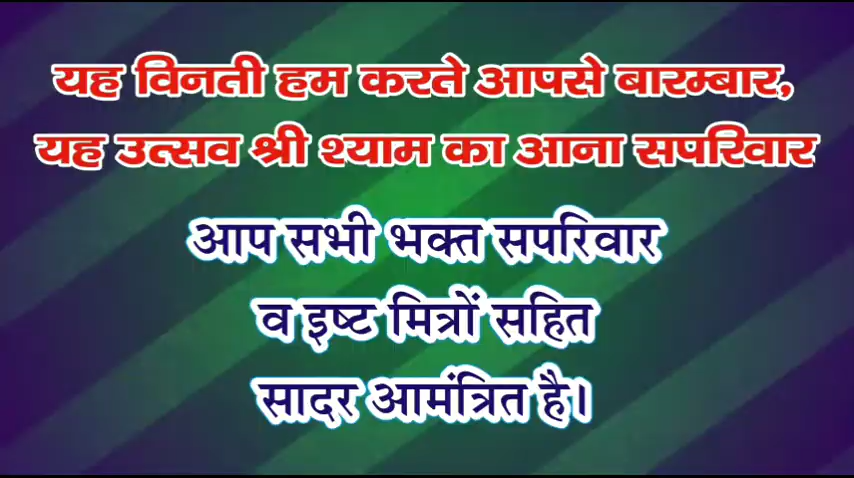 यह विनती हम करते आपसे बारम्बार,
यह उत्सव श्री श्याम का आना सपरिवार
आप सभी भक्त सपरिवार
व इष्ट मित्रों सहित
सादर आमंत्रित है।